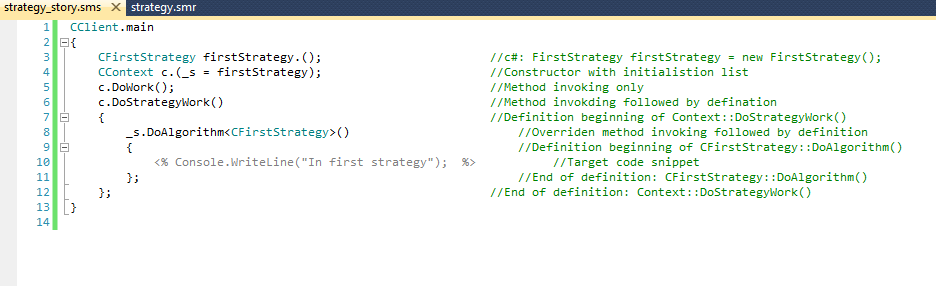 strategy_story.sms X strategy.smr
1 CClient.main
2 {
3 CFirstStrategy firstStrategy.(); //c#: FirstStrategy firstStrategy = new FirstStrategy();
4 CContext c.(_s = firstStrategy); //Constructor with initialistion list
5 c.DoWork(); //Method invoking only
6 c.DoStrategyWork() //Method invokding followed by defination
7 { //Definition beginning of Context::DoStrategyWork()
8 _s.DoAlgorithm<CFirstStrategy>() //Overriden method invoking followed by definition
9 { //Definition beginning of CFirstStrategy::DoAlgorithm()
10 <% Console.WriteLine("In first strategy"); %> //Target code snippet
11 }; //End of definition: CFirstStrategy::DoAlgorithm()
12 }; //End of definition: Context::DoStrategyWork()
13 }
14